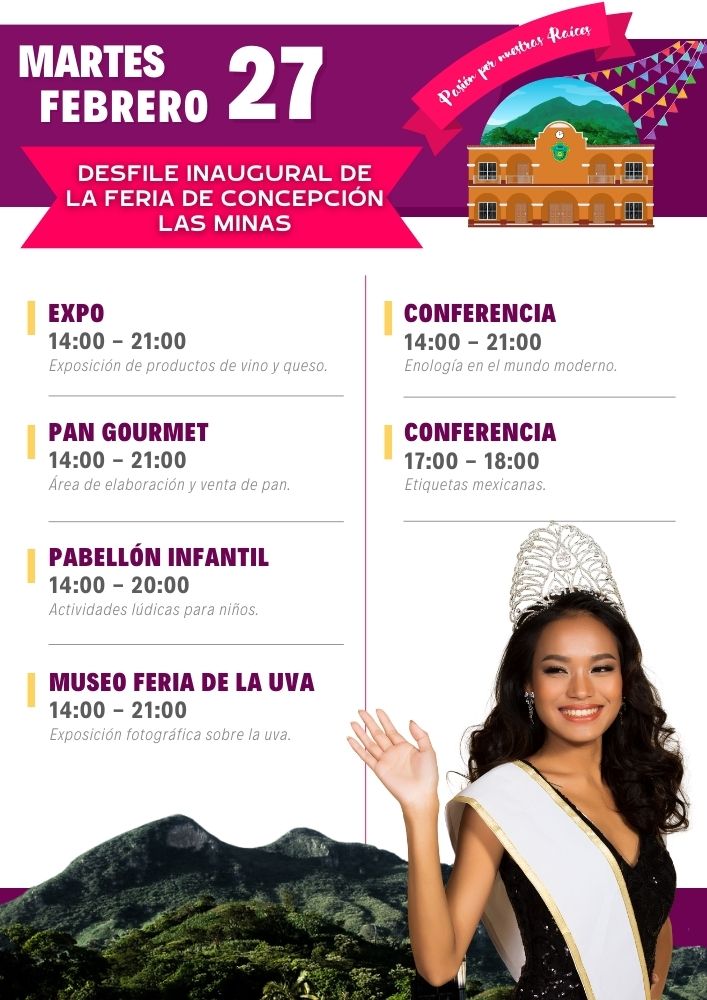 MARTES
FEBRERO
27
Pasión por nuestras Raíces
DESFILE INAUGURAL DE
LA FERIA DE CONCEPCIÓN
LAS MINAS
EXPO
14:00 – 21:00
Exposición de productos de vino y queso.
PAN GOURMET
14:00 – 21:00
Área de elaboración y venta de pan.
PABELLÓN INFANTIL
14:00 – 20:00
Actividades lúdicas para niños.
MUSEO FERIA DE LA UVA
14:00 – 21:00
Exposición fotográfica sobre la uva.
CONFERENCIA
14:00 – 21:00
Enología en el mundo moderno.
CONFERENCIA
17:00 – 18:00
Etiquetas mexicanas.